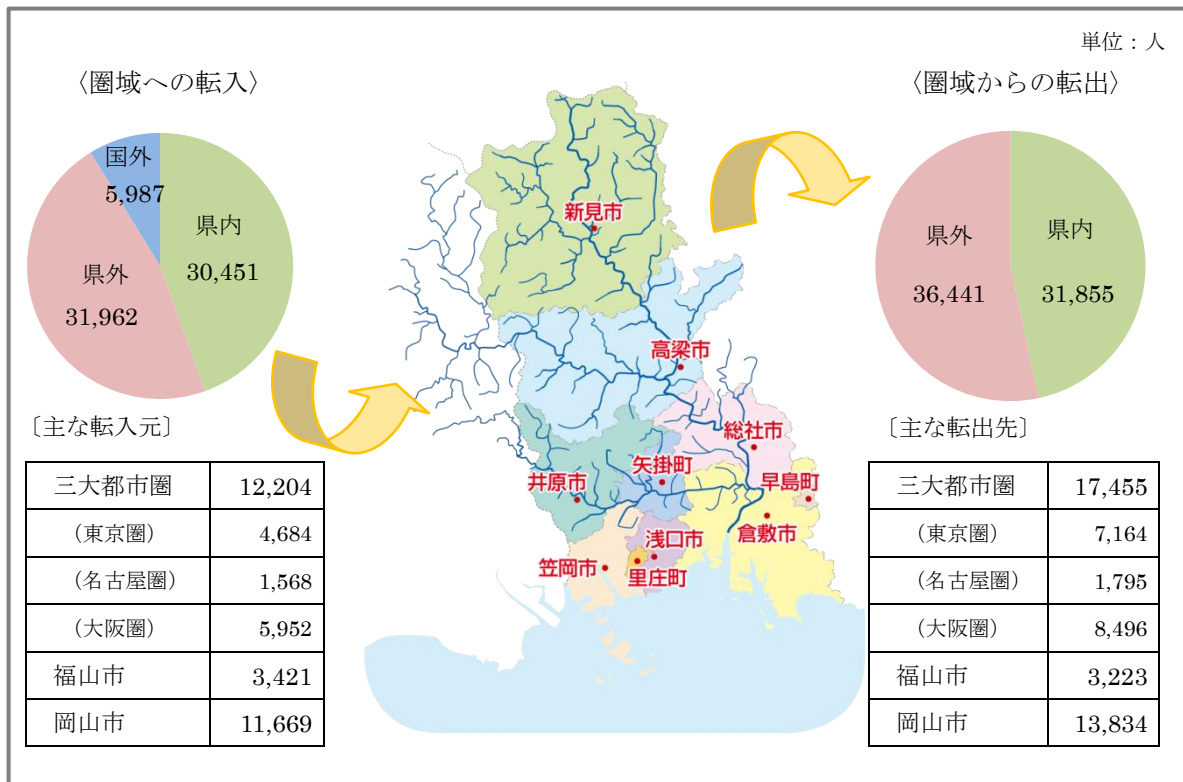 単位：人
〈圏域への転入〉
国外
5,987
県内
30,451
県外
31,962
〔主な転入元〕
三大都市圏 12,204
（東京圏） 4,684
（名古屋圏） 1,568
（大阪圏） 5,952
福山市 3,421
岡山市 11,669
新見市
高梁市
総社市
矢掛町
井原市
早島町
倉敷市
浅口市
笠岡市
里庄町
〈圏域からの転出〉
県外
36,441
県内
31,855
〔主な転出先〕
三大都市圏 17,455
（東京圏） 7,164
（名古屋圏） 1,795
（大阪圏） 8,496
福山市 3,223
岡山市 13,834